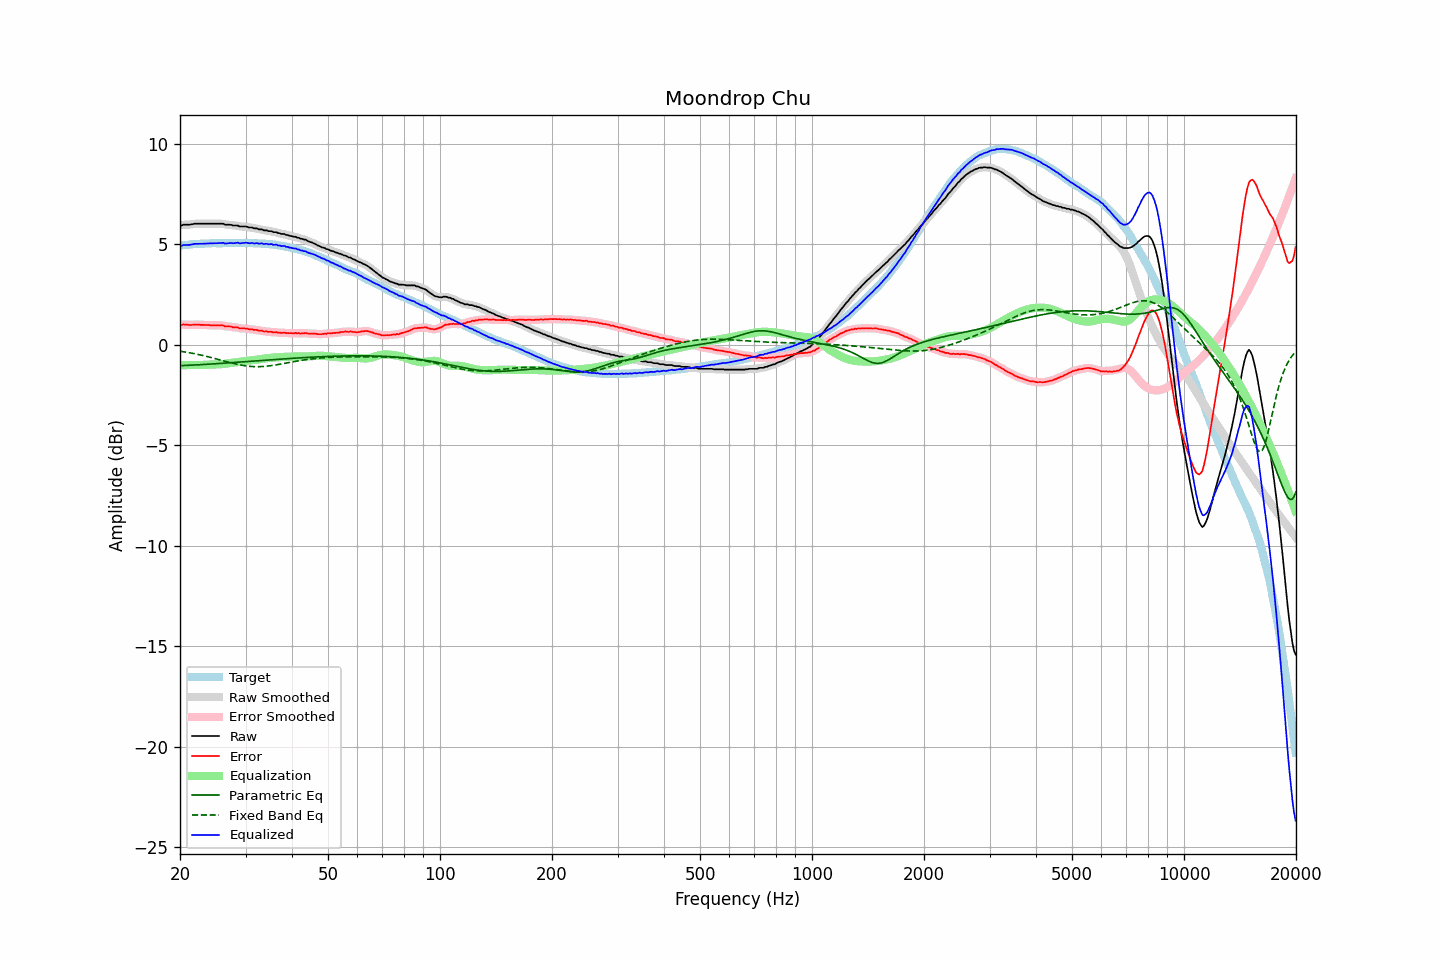 Moondrop Chu
Amplitude (dBr)
10
5
0
−5
−10
−15
−20
−25
Target
Raw Smoothed
Error Smoothed
Raw
Error
Equalization
Parametric Eq
Fixed Band Eq
Equalized
20 50 100 200 500 1000 2000 5000 10000 20000
Frequency (Hz)